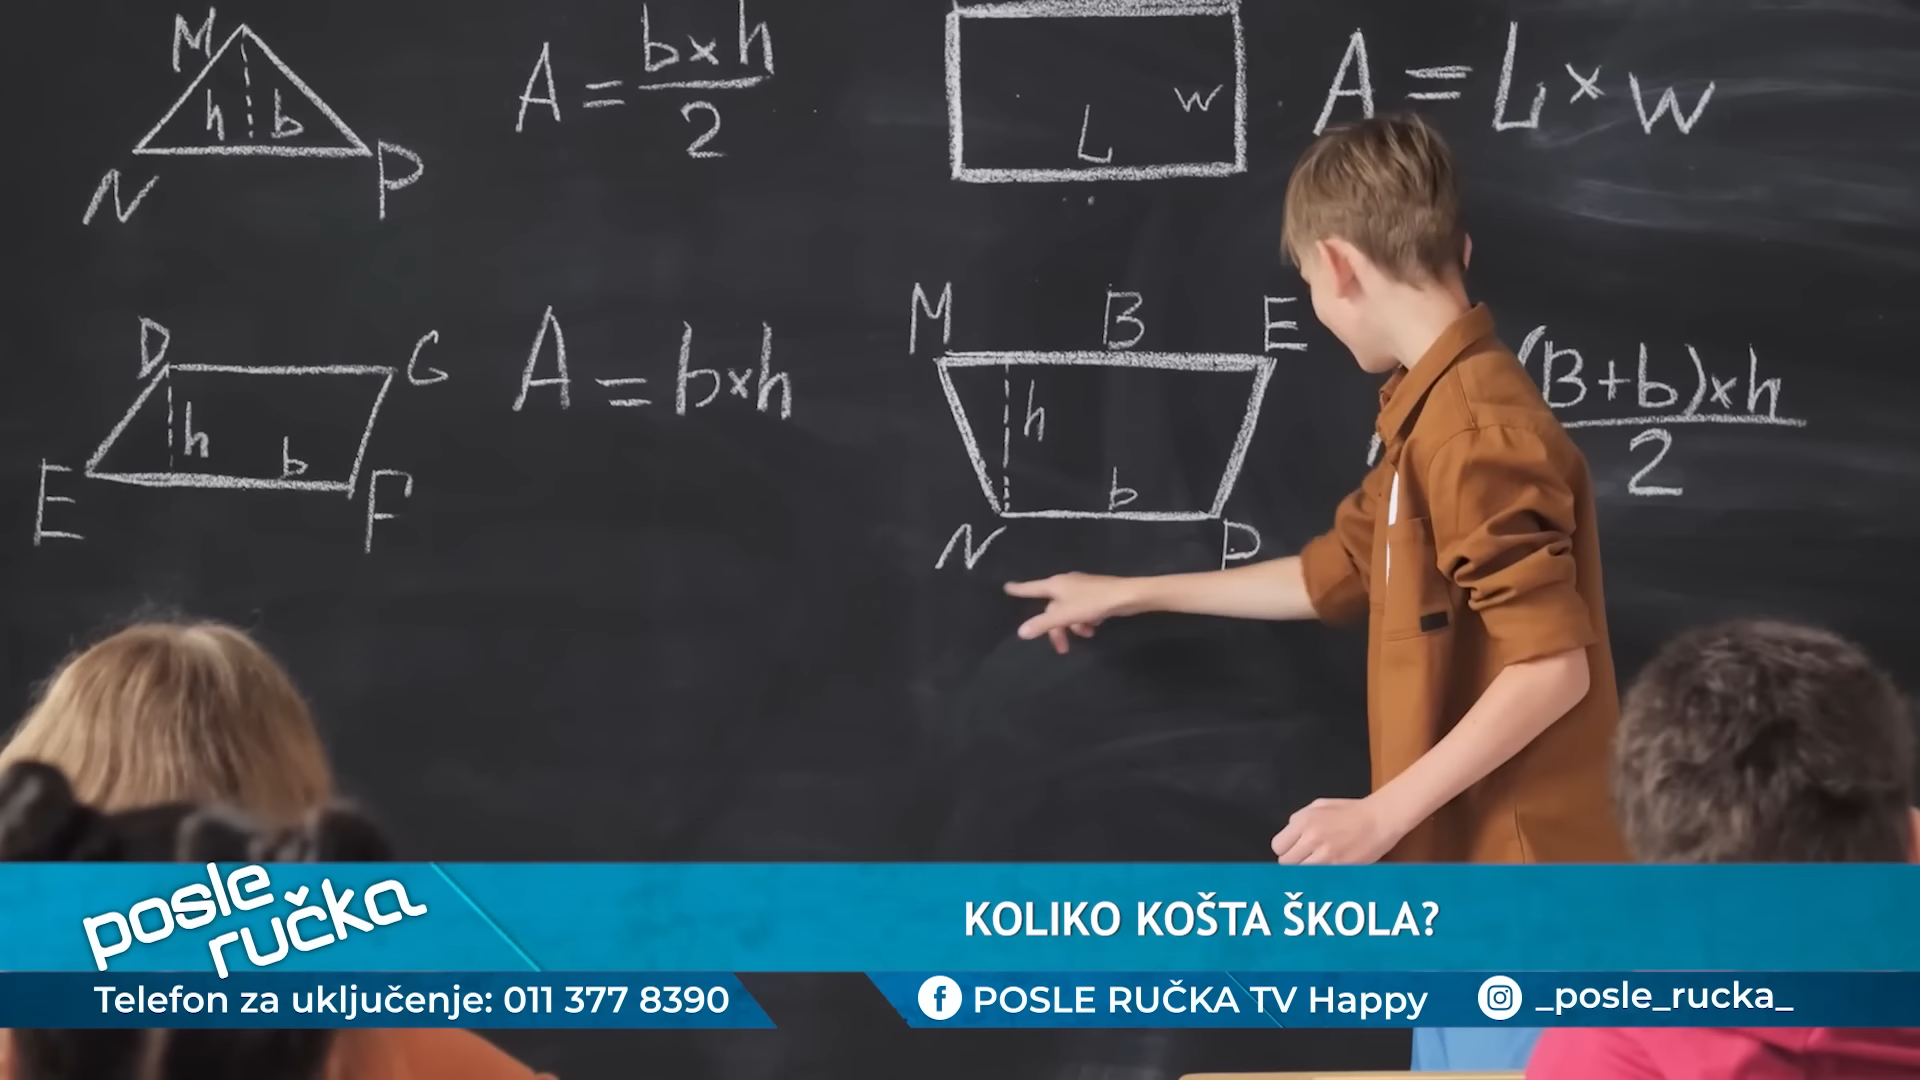 M
h b
N P
A = b×h
2
L w
A = L×w
D G
h b
E F
A = b×h
M B E
h
b
N P
(B+b)×h
2
posle
ručka
KOLIKO KOŠTA ŠKOLA?
Telefon za uključenje: 011 377 8390
POSLE RUČKA TV Happy
_posle_rucka_